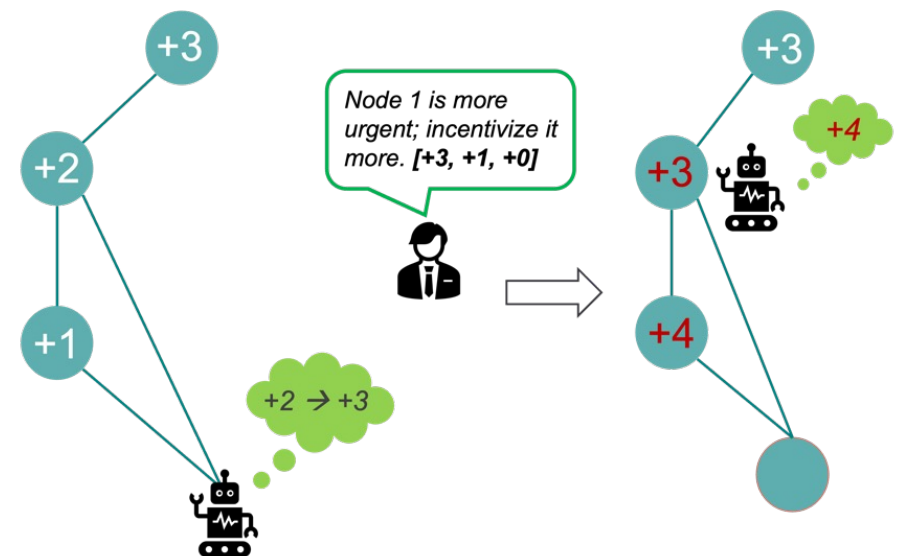 +3
+2
+1
+2 → +3
Node 1 is more
urgent; incentivize it
more. [+3, +1, +0]
+3
+4
+3
+4